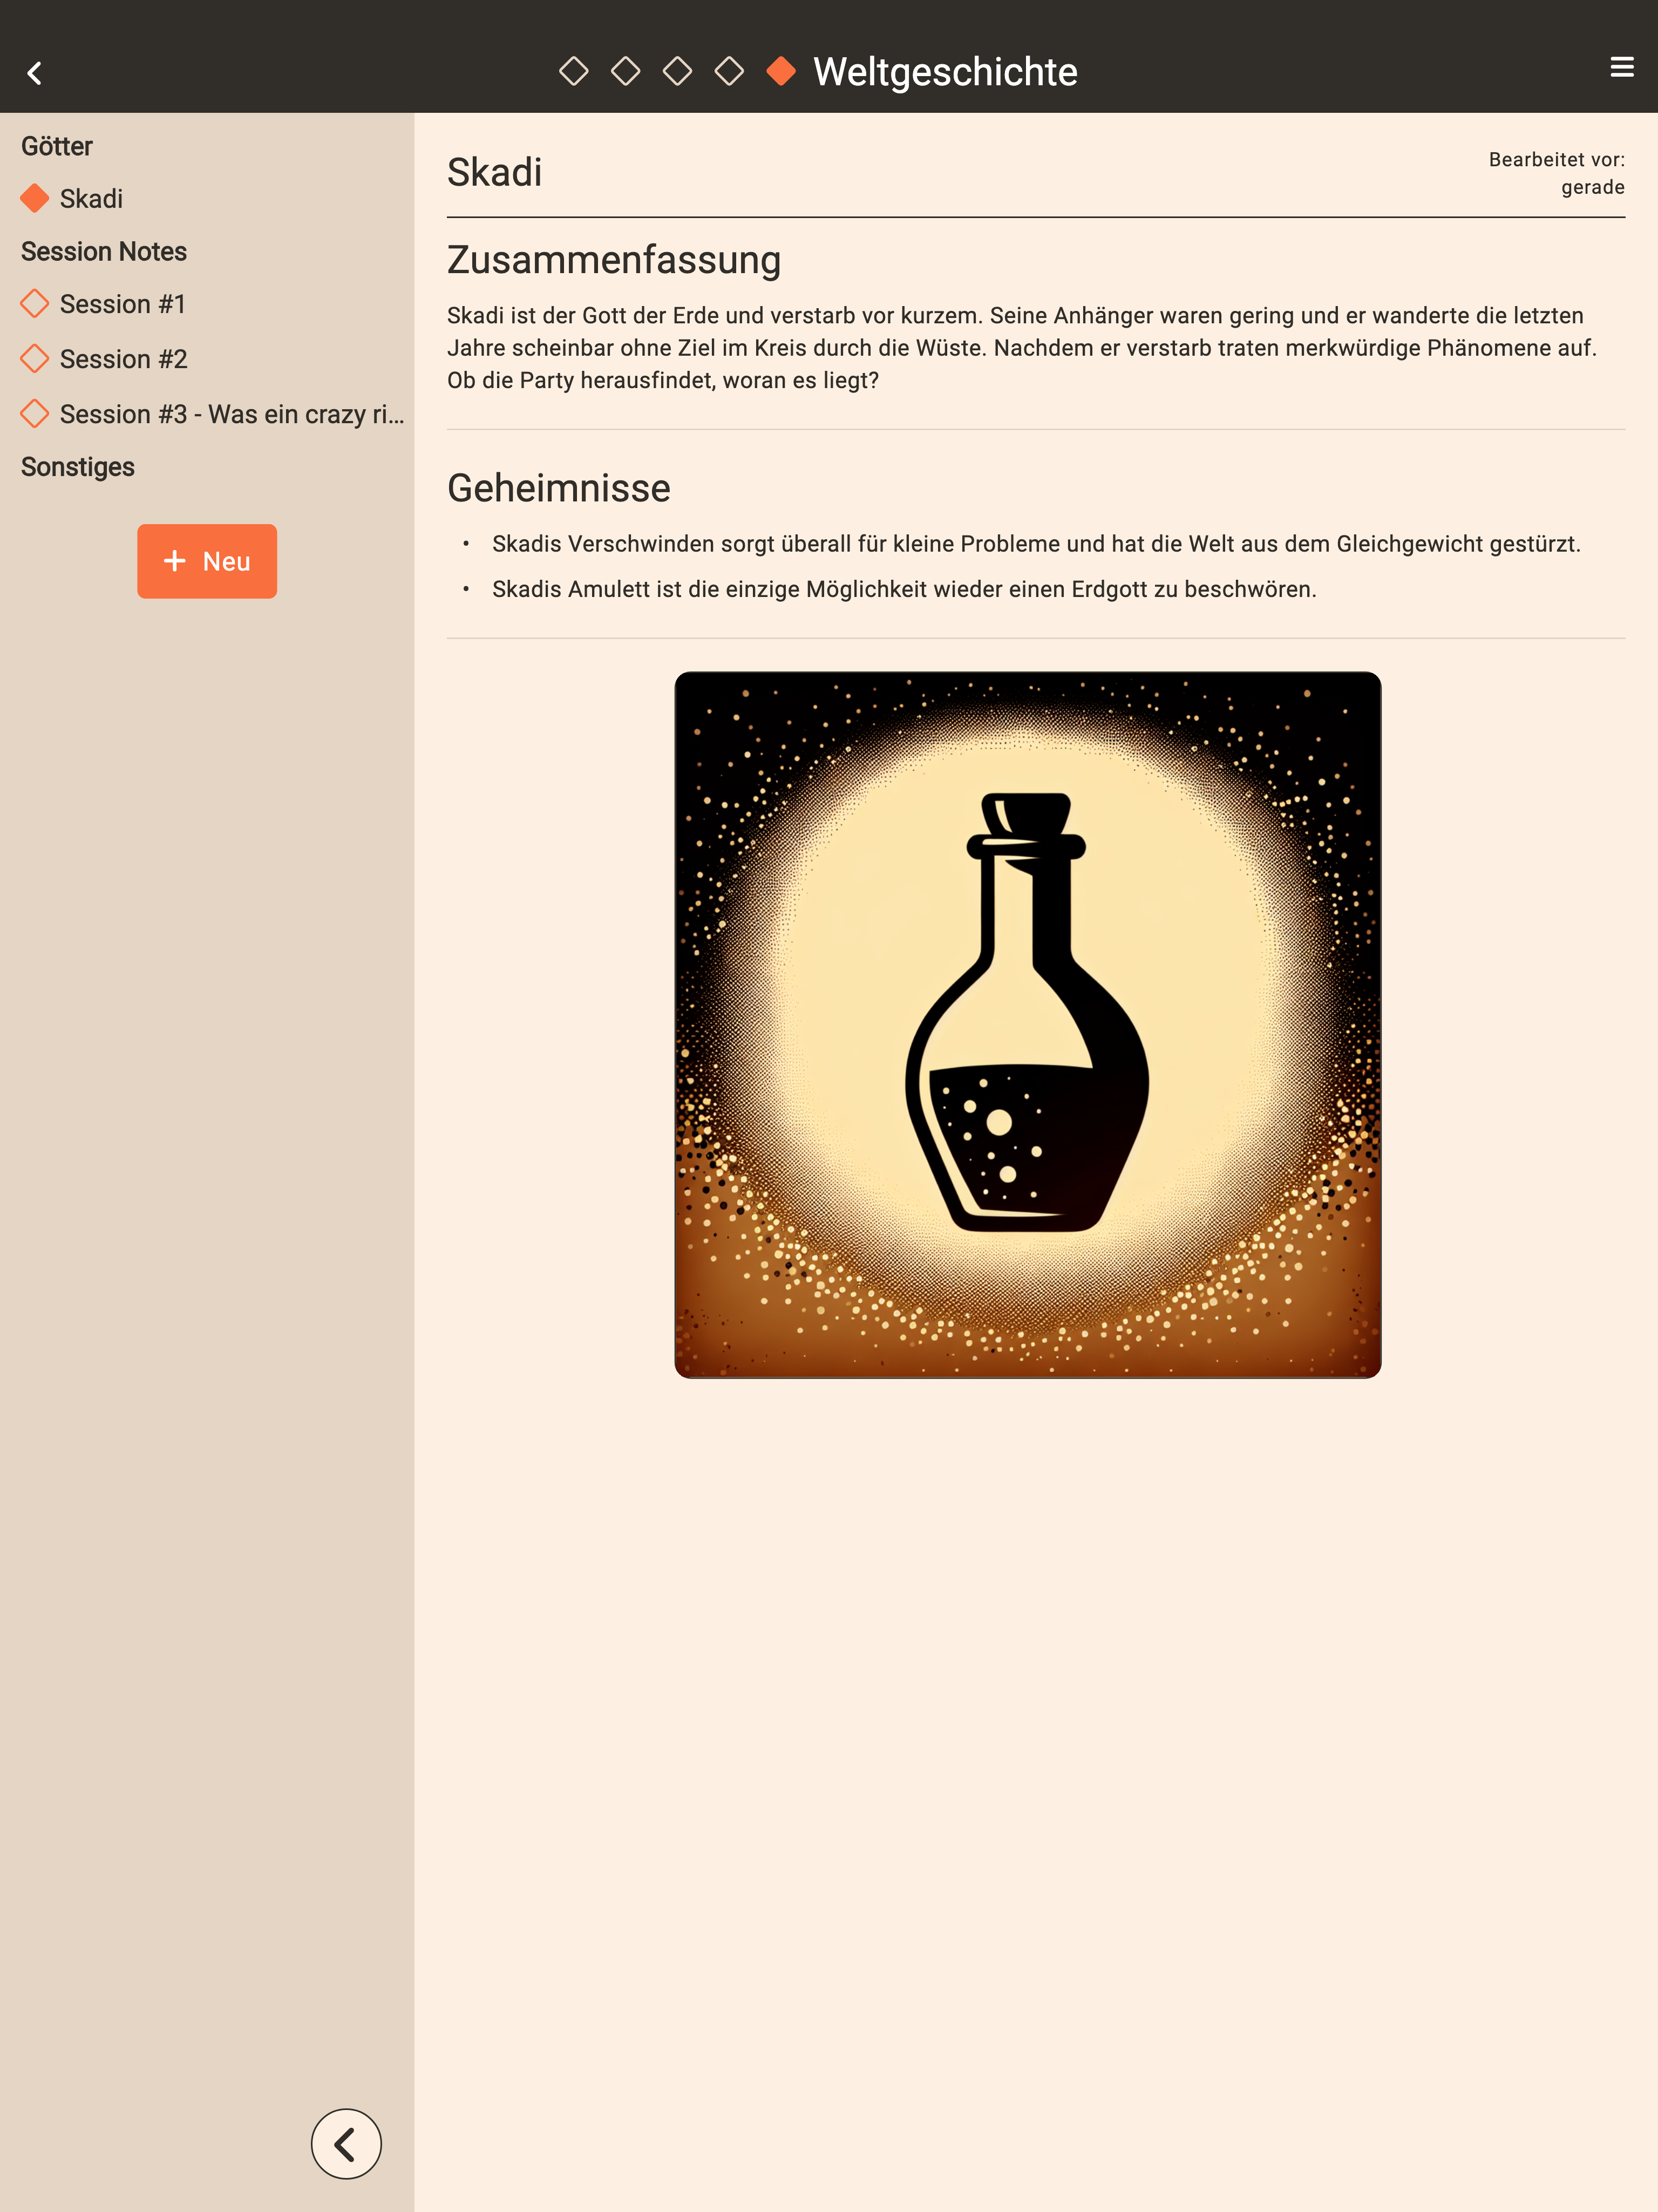 Weltgeschichte
Götter
Skadi
Session Notes
Session #1
Session #2
Session #3 - Was ein crazy ri...
Sonstiges
Neu
Skadi
Bearbeitet vor:
gerade
Zusammenfassung
Skadi ist der Gott der Erde und verstarb vor kurzem. Seine Anhänger waren gering und er wanderte die letzten
Jahre scheinbar ohne Ziel im Kreis durch die Wüste. Nachdem er verstarb traten merkwürdige Phänomene auf.
Ob die Party herausfindet, woran es liegt?
Geheimnisse
• Skadis Verschwinden sorgt überall für kleine Probleme und hat die Welt aus dem Gleichgewicht gestürzt.
• Skadis Amulett ist die einzige Möglichkeit wieder einen Erdgott zu beschwören.